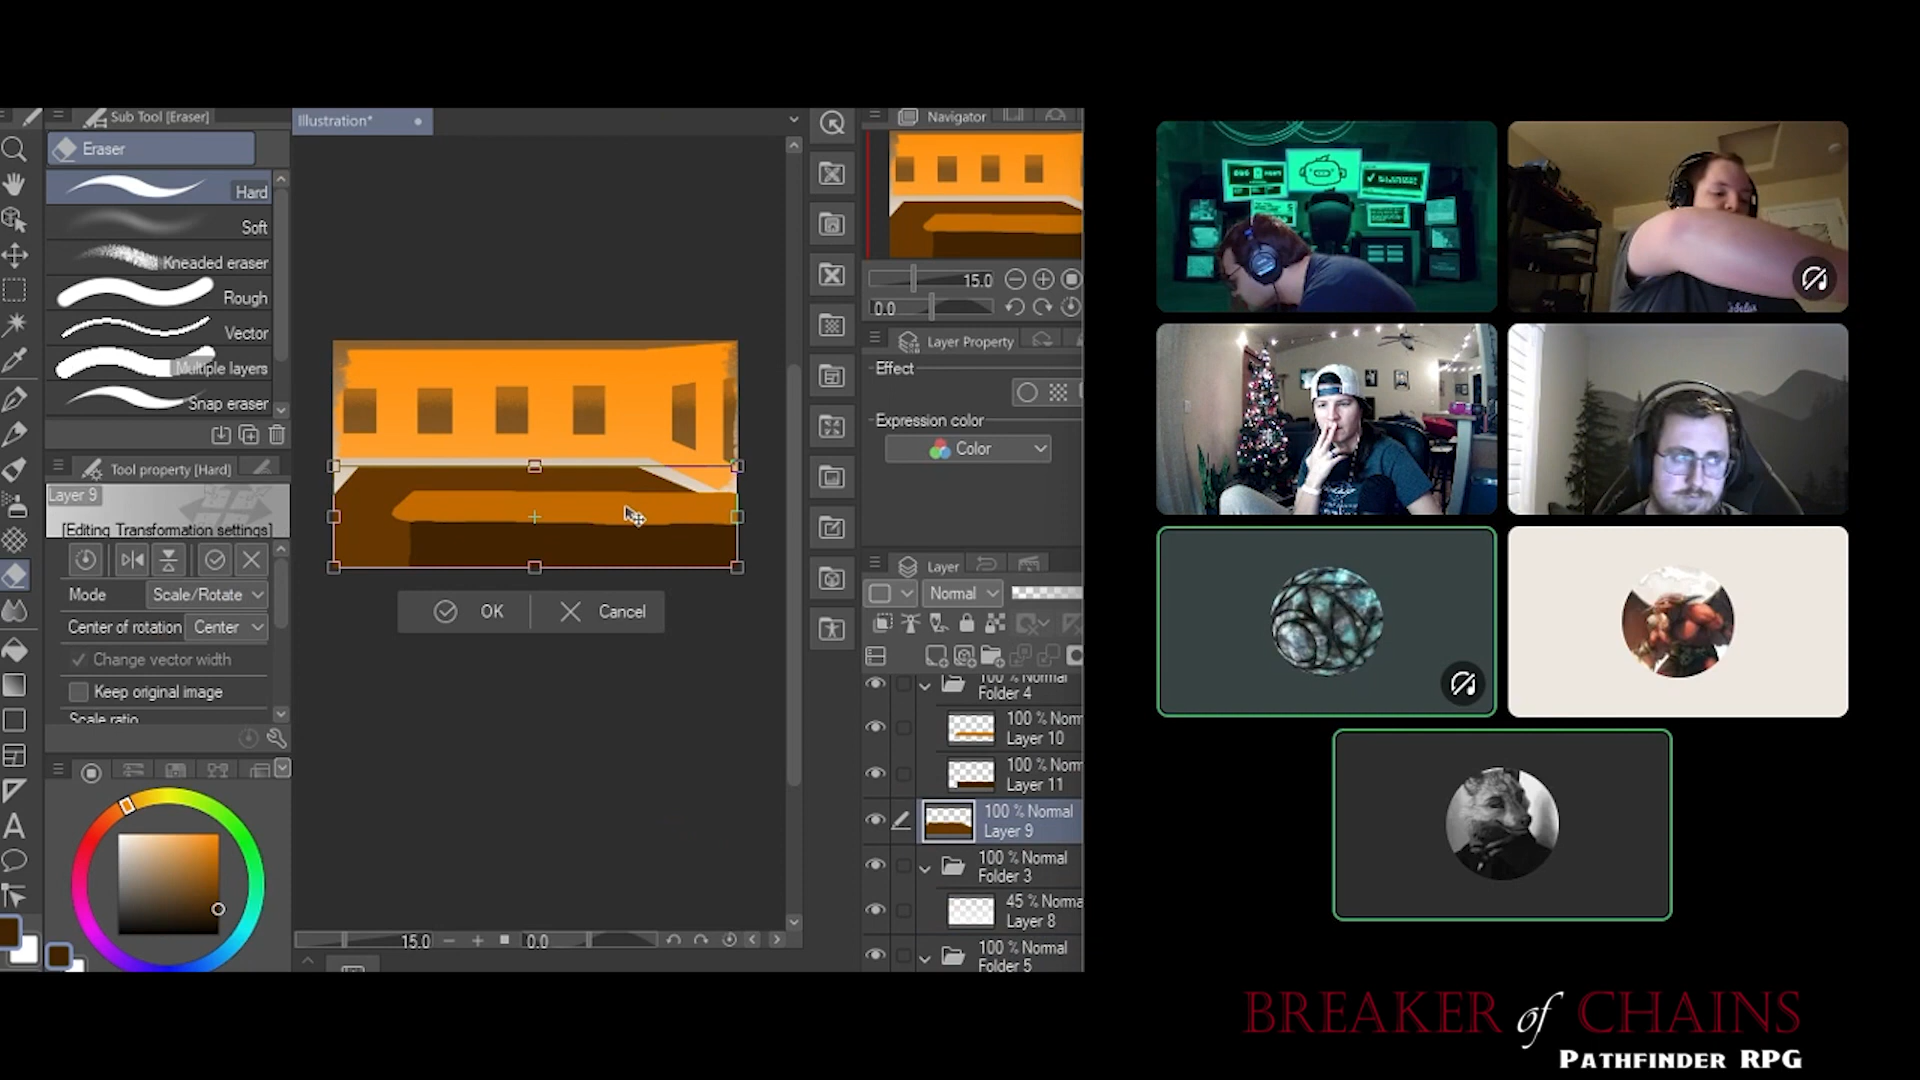 Sub Tool [Eraser]
Eraser
Hard
Soft
Kneaded eraser
Rough
Vector
Multiple layers
Snap eraser
Tool property [Hard]
Layer 9
[Editing Transformation settings]
Mode
Scale/Rotate
Center of rotation
Center
Change vector width
Keep original image
Scale ratio
Illustration*
OK
Cancel
15.0
0.0
Navigator
15.0
0.0
Layer Property
Effect
Expression color
Color
Layer
Normal
100 % Normal
Folder 4
100 % Norm
Layer 10
100 % Norm
Layer 11
100 % Normal
Layer 9
100 % Normal
Folder 3
45 % Norma
Layer 8
100 % Normal
Folder 5
BREAKER of CHAINS
PATHFINDER RPG